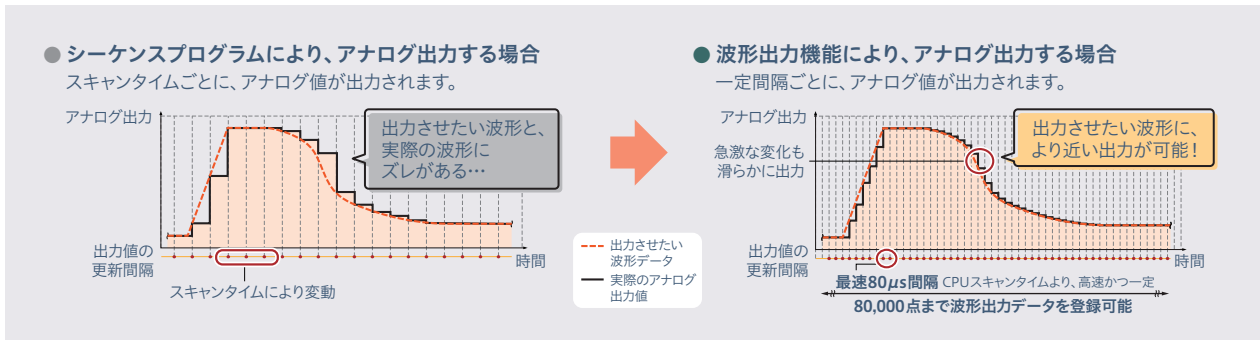 シーケンスプログラムにより、アナログ出力する場合
スキャンタイムごとに、アナログ値が出力されます。
アナログ出力
出力させたい波形と、
実際の波形に
ズレがある…
出力値の
更新間隔
時間
スキャンタイムにより変動
出力させたい
波形データ
実際のアナログ
出力値
波形出力機能により、アナログ出力する場合
一定間隔ごとに、アナログ値が出力されます。
アナログ出力
急激な変化も
滑らかに出力
出力させたい波形に、
より近い出力が可能！
出力値の
更新間隔
時間
最速80μs間隔 CPUスキャンタイムより、高速かつ一定
80,000点まで波形出力データを登録可能